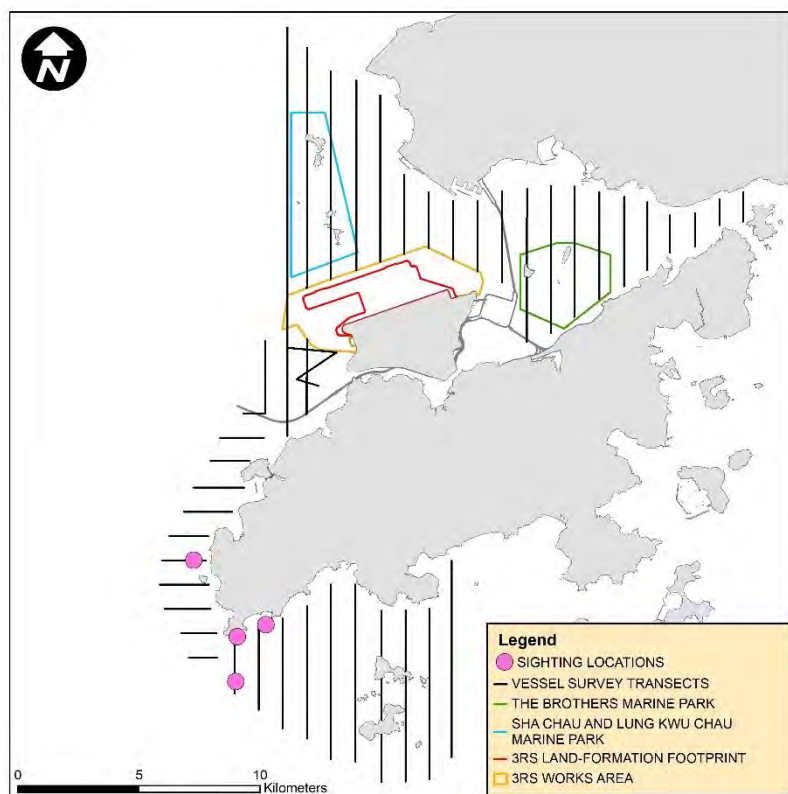 N
Legend
SIGHTING LOCATIONS
VESSEL SURVEY TRANSECTS
THE BROTHERS MARINE PARK
SHA CHAU AND LUNG KWU CHAU
MARINE PARK
3RS LAND-FORMATION FOOTPRINT
3RS WORKS AREA
0 5 10
Kilometers